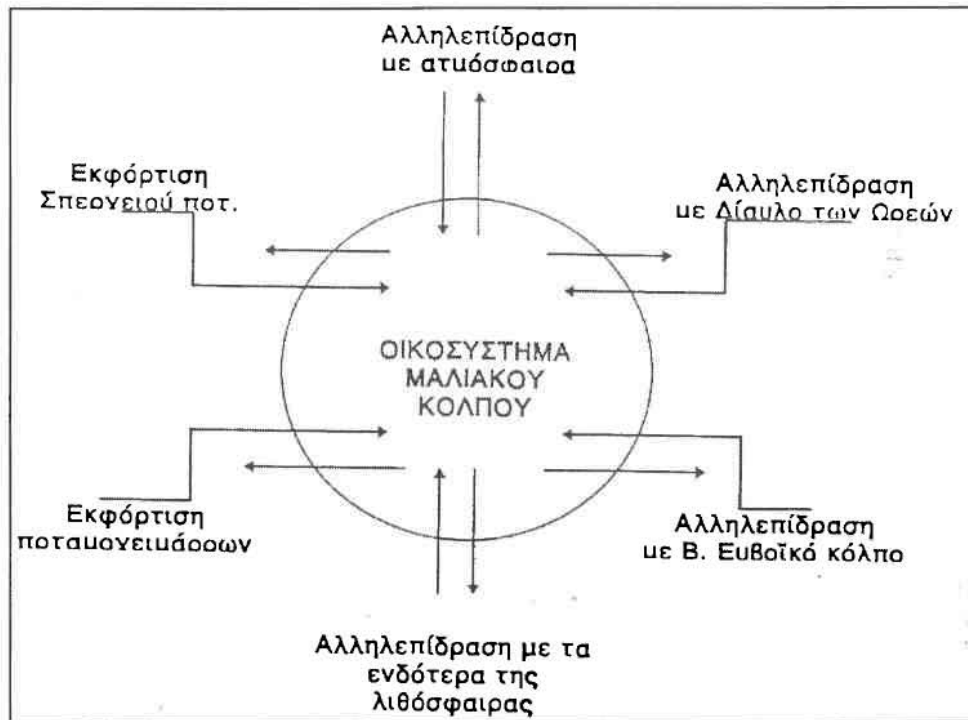 Αλληλεπίδραση
με ατμόσφαιρα
Εκφόρτιση
Σπερχειού ποτ.
Αλληλεπίδραση
με Δίαυλο των Ωρεών
ΟΙΚΟΣΥΣΤΗΜΑ
ΜΑΛΙΑΚΟΥ
ΚΟΛΠΟΥ
Εκφόρτιση
ποταμοχειμάρρων
Αλληλεπίδραση
με Β. Ευβοϊκό κόλπο
Αλληλεπίδραση με τα
ενδότερα της
λιθόσφαιρας